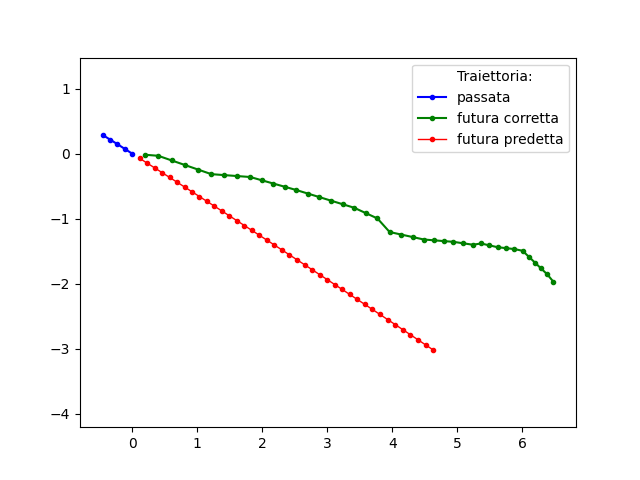 Traiettoria:
passata
futura corretta
futura predetta
1
0
−1
−2
−3
−4
0 1 2 3 4 5 6